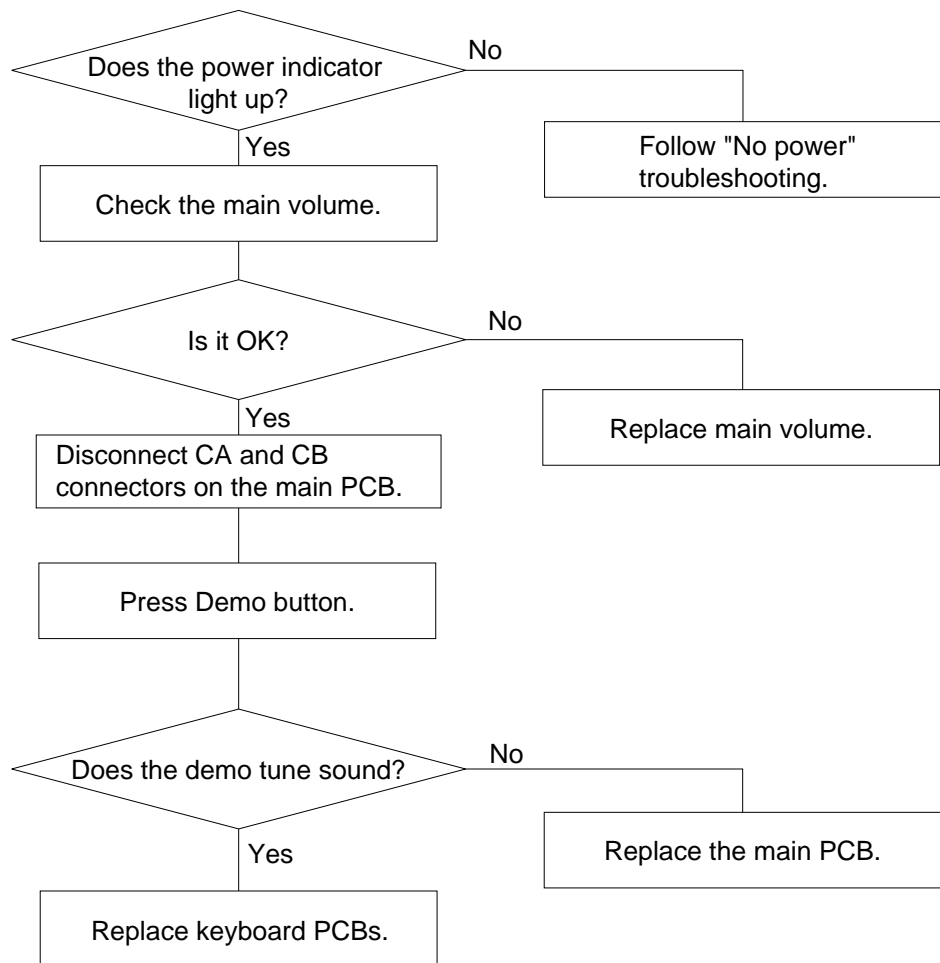 Does the power indicator
light up?
No
Yes
Follow "No power"
troubleshooting.
Check the main volume.
Is it OK?
No
Yes
Replace main volume.
Disconnect CA and CB
connectors on the main PCB.
Press Demo button.
Does the demo tune sound?
No
Yes
Replace the main PCB.
Replace keyboard PCBs.